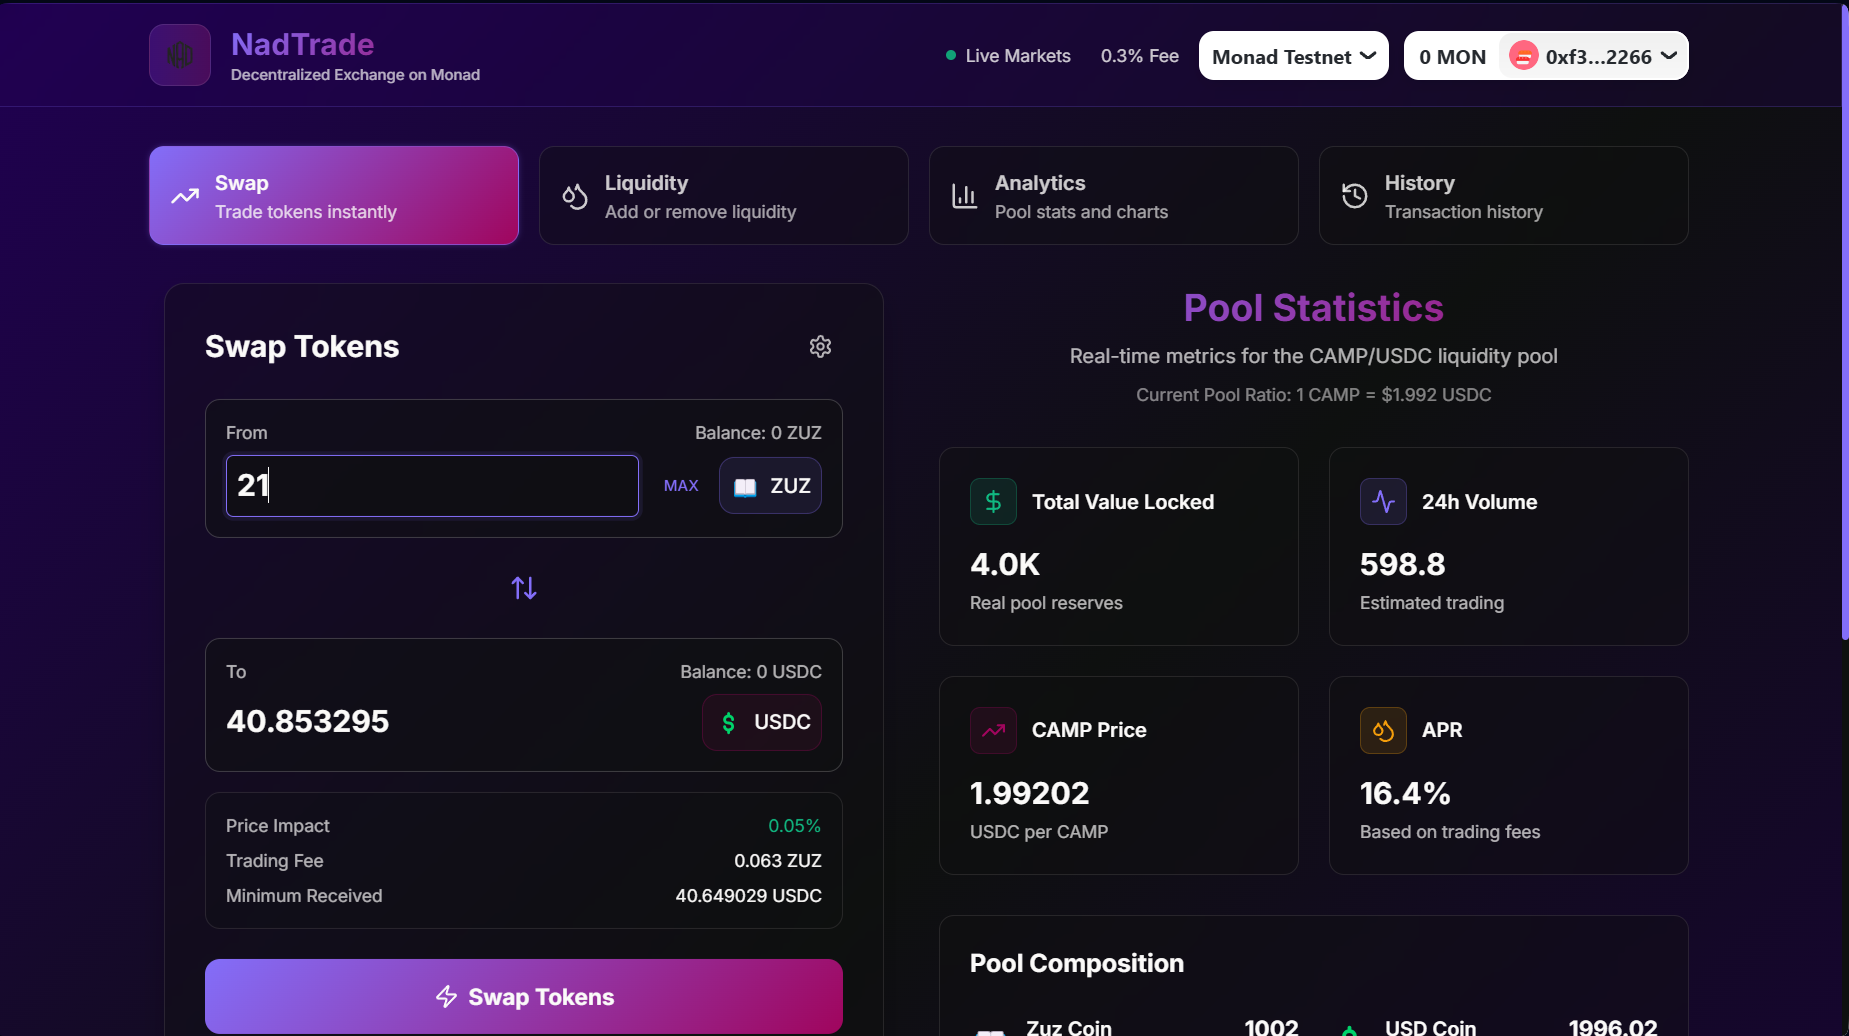 NadTrade
Decentralized Exchange on Monad
Live Markets
0.3% Fee
Monad Testnet
0 MON
0xf3...2266
Swap
Trade tokens instantly
Liquidity
Add or remove liquidity
Analytics
Pool stats and charts
History
Transaction history
Swap Tokens
From
Balance: 0 ZUZ
21
MAX
ZUZ
To
Balance: 0 USDC
40.853295
USDC
Price Impact
0.05%
Trading Fee
0.063 ZUZ
Minimum Received
40.649029 USDC
Swap Tokens
Pool Statistics
Real-time metrics for the CAMP/USDC liquidity pool
Current Pool Ratio: 1 CAMP = $1.992 USDC
Total Value Locked
4.0K
Real pool reserves
24h Volume
598.8
Estimated trading
CAMP Price
1.99202
USDC per CAMP
APR
16.4%
Based on trading fees
Pool Composition
Zuz Coin
1002
USD Coin
1996.02